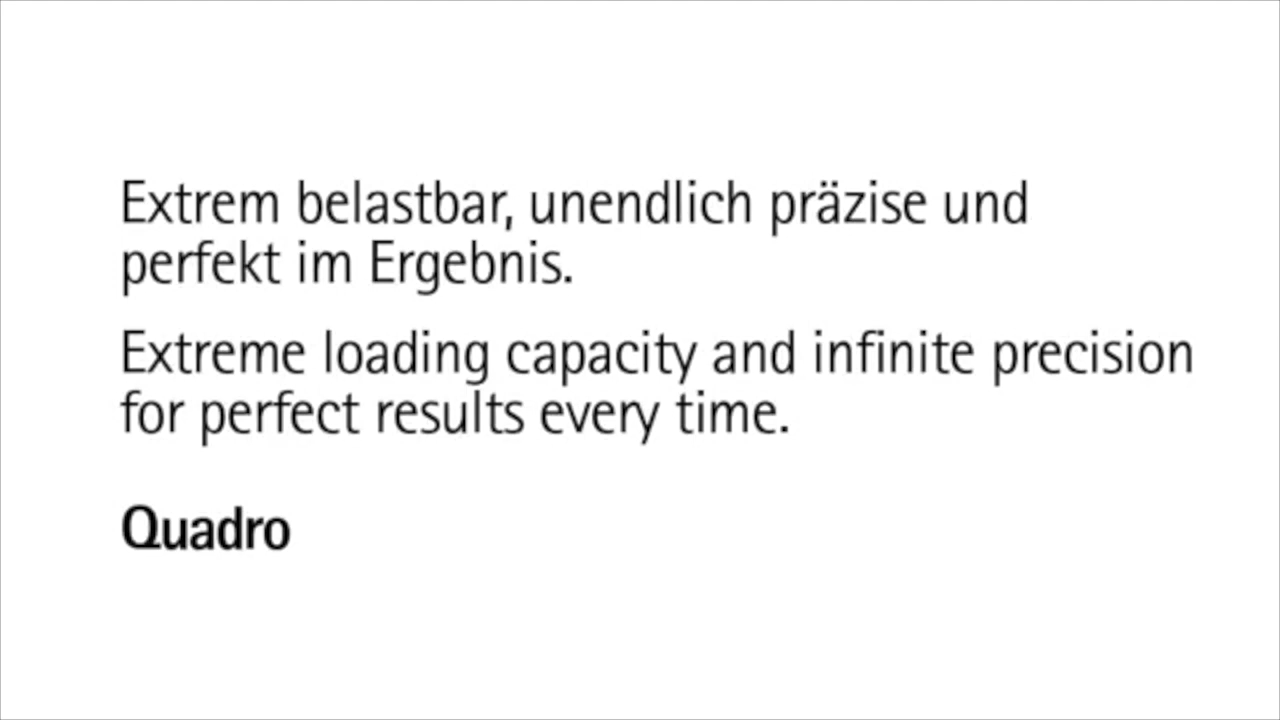 Extrem belastbar, unendlich präzise und
perfekt im Ergebnis.
Extreme loading capacity and infinite precision
for perfect results every time.
Quadro